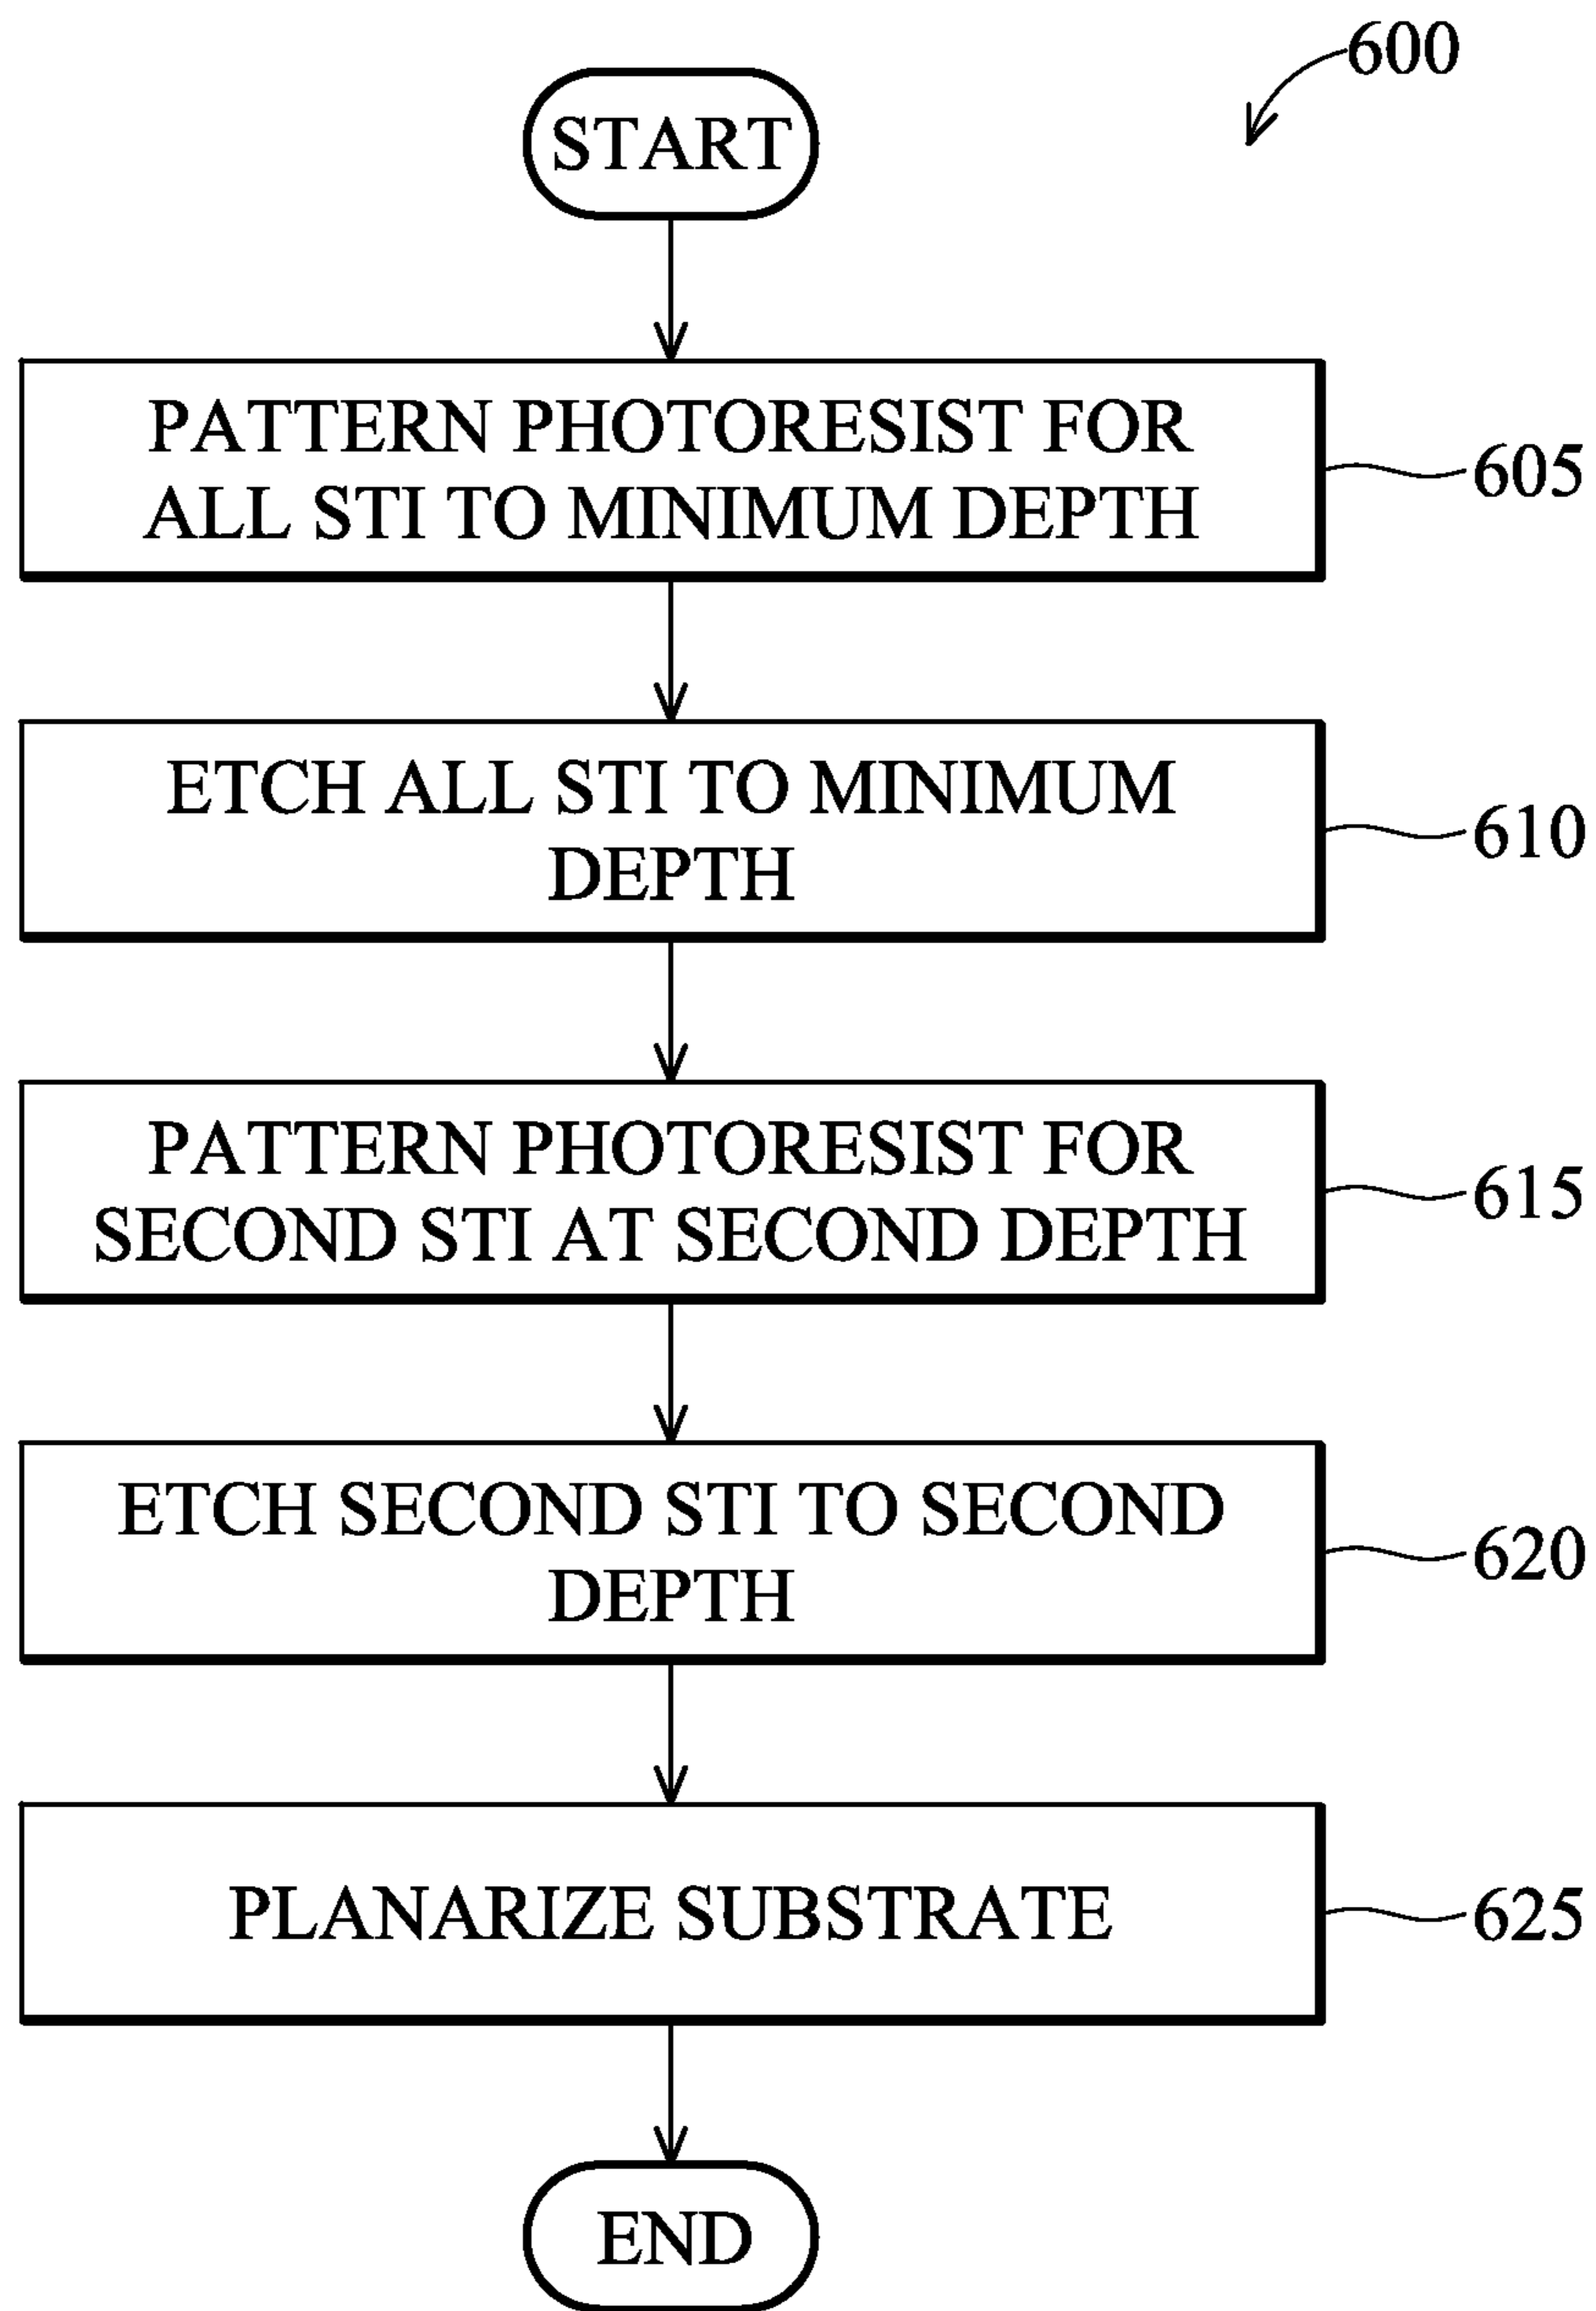 600
START
PATTERN PHOTORESIST FOR
ALL STI TO MINIMUM DEPTH
605
ETCH ALL STI TO MINIMUM
DEPTH
610
PATTERN PHOTORESIST FOR
SECOND STI AT SECOND DEPTH
615
ETCH SECOND STI TO SECOND
DEPTH
620
PLANARIZE SUBSTRATE
625
END